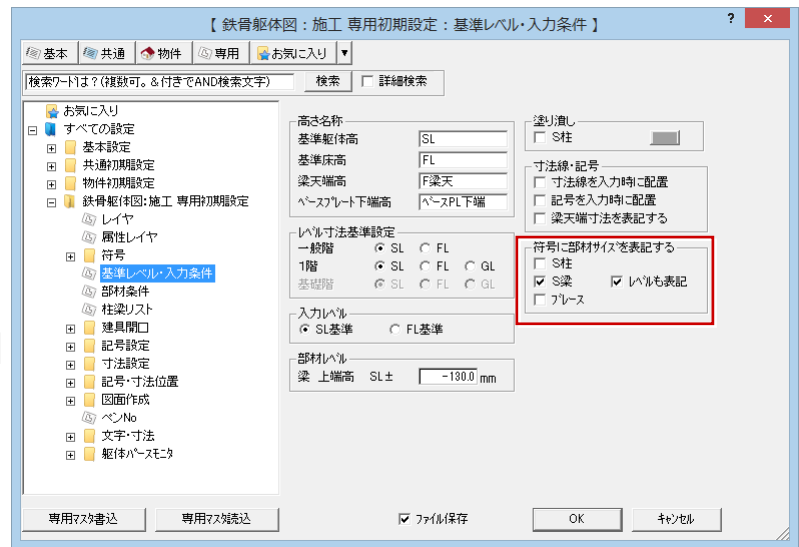 【 鉄骨躯体図：施工 専用初期設定：基準レベル・入力条件 】
? ×
基本 共通 物件 専用 お気に入り ▼
検索ワードは？(複数可。＆付きでAND検索文字) 検索 詳細検索
お気に入り
すべての設定
基本設定
共通初期設定
物件初期設定
鉄骨躯体図:施工 専用初期設定
レイヤ
属性レイヤ
符号
基準レベル・入力条件
部材条件
柱梁リスト
建具開口
記号設定
寸法設定
記号・寸法位置
図面作成
ペンNo
文字・寸法
躯体パースモニタ
高さ名称
基準躯体高 SL
基準床高 FL
梁天端高 F梁天
ベースプレート下端高 ベースPL下端
レベル寸法基準設定
一般階 SL FL
1階 SL FL GL
基礎階 SL FL GL
入力レベル
SL基準 FL基準
部材レベル
梁 上端高 SL± -130.0 mm
塗り潰し
S柱
寸法線・記号
寸法線を入力時に配置
記号を入力時に配置
梁天端寸法を表記する
符号に部材サイズを表記する
S柱
S梁 レベルも表記
ブレース
専用マスタ書込 専用マスタ読込 ファイル保存 OK キャンセル